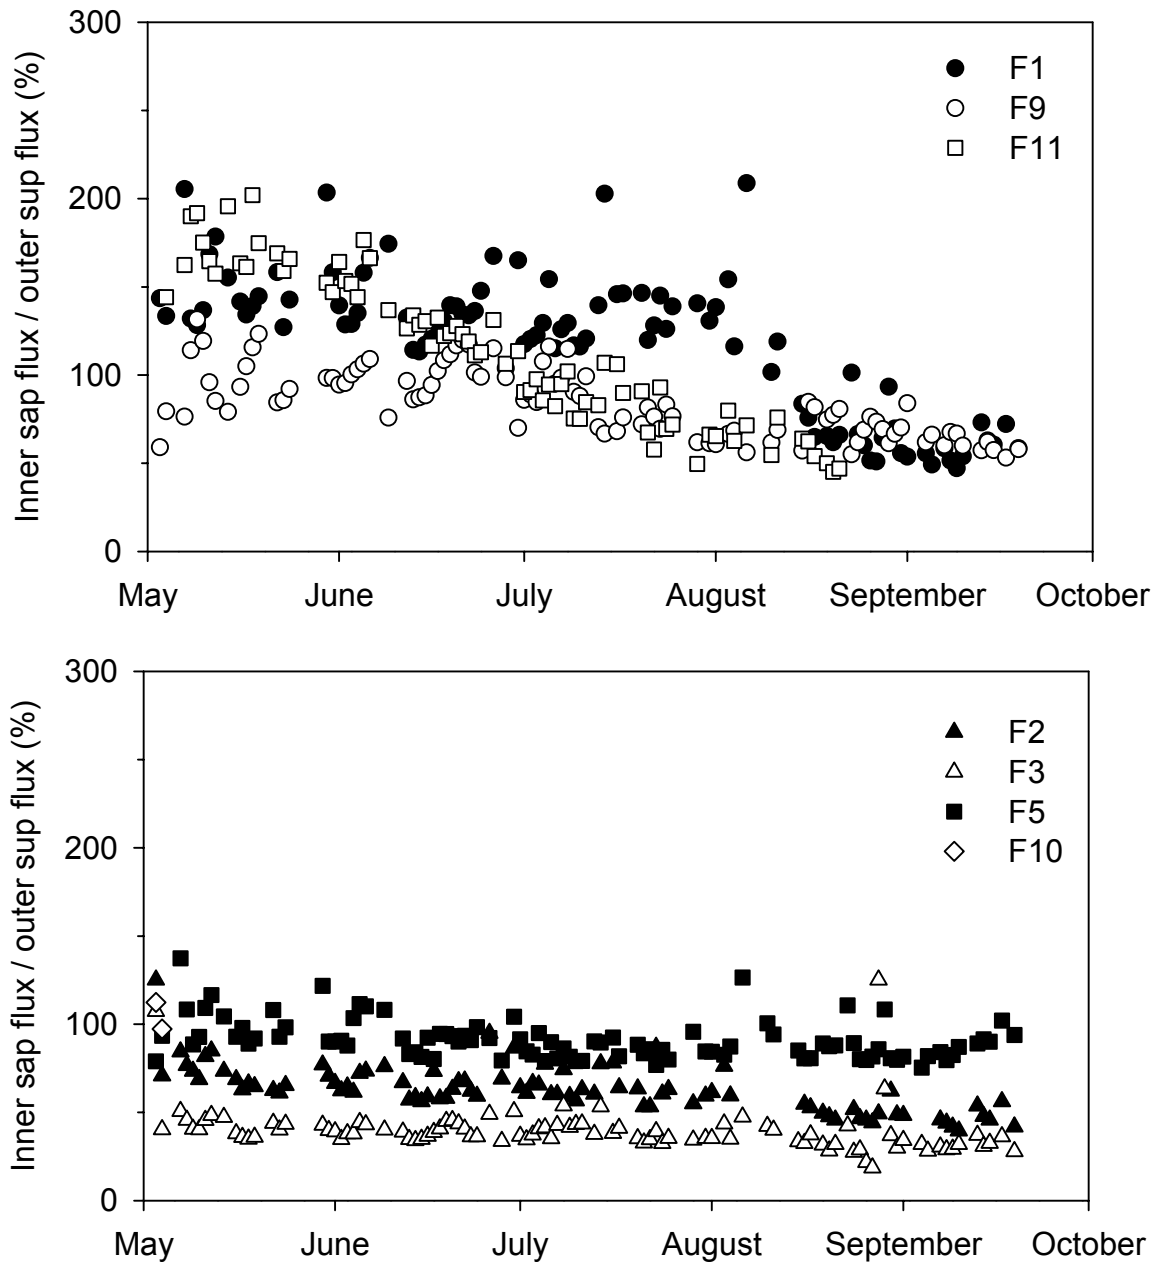 300
200
100
0
Inner sap flux / outer sup flux (%)
F1
F9
F11
May June July August September October
300
200
100
0
Inner sap flux / outer sup flux (%)
F2
F3
F5
F10
May June July August September October